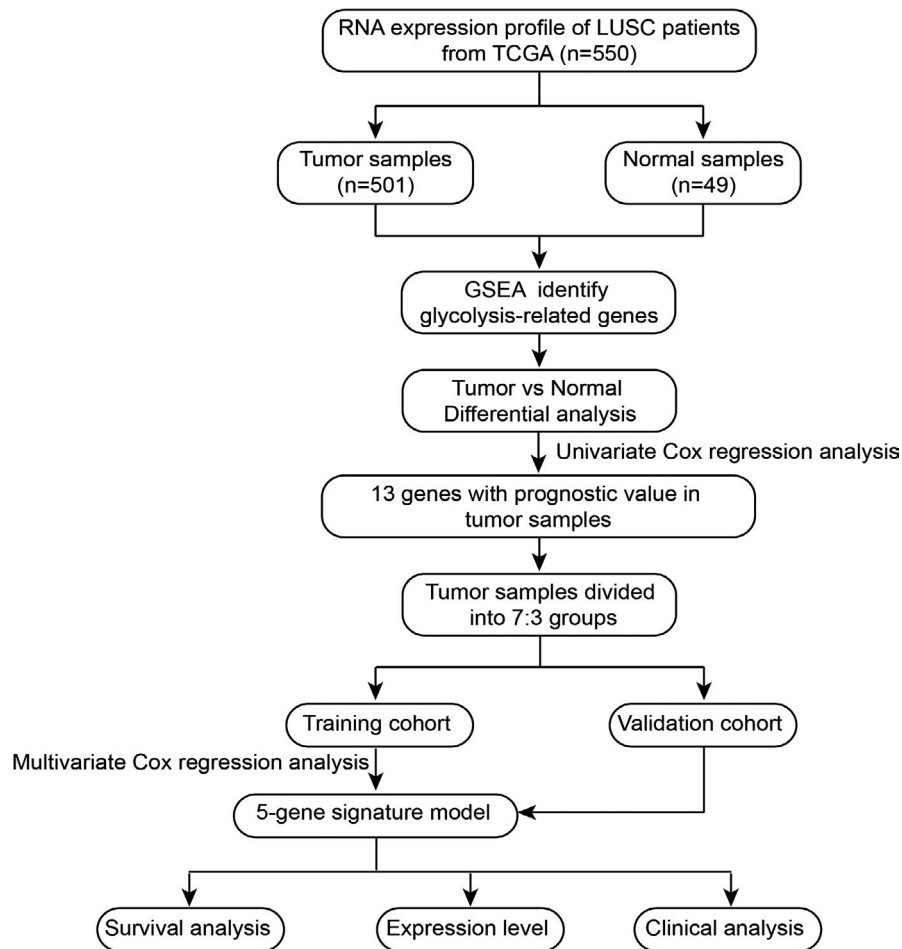 RNA expression profile of LUSC patients
from TCGA (n=550)
Tumor samples
(n=501)
Normal samples
(n=49)
GSEA identify
glycolysis-related genes
Tumor vs Normal
Differential analysis
Univariate Cox regression analysis
13 genes with prognostic value in
tumor samples
Tumor samples divided
into 7:3 groups
Training cohort
Validation cohort
Multivariate Cox regression analysis
5-gene signature model
Survival analysis
Expression level
Clinical analysis